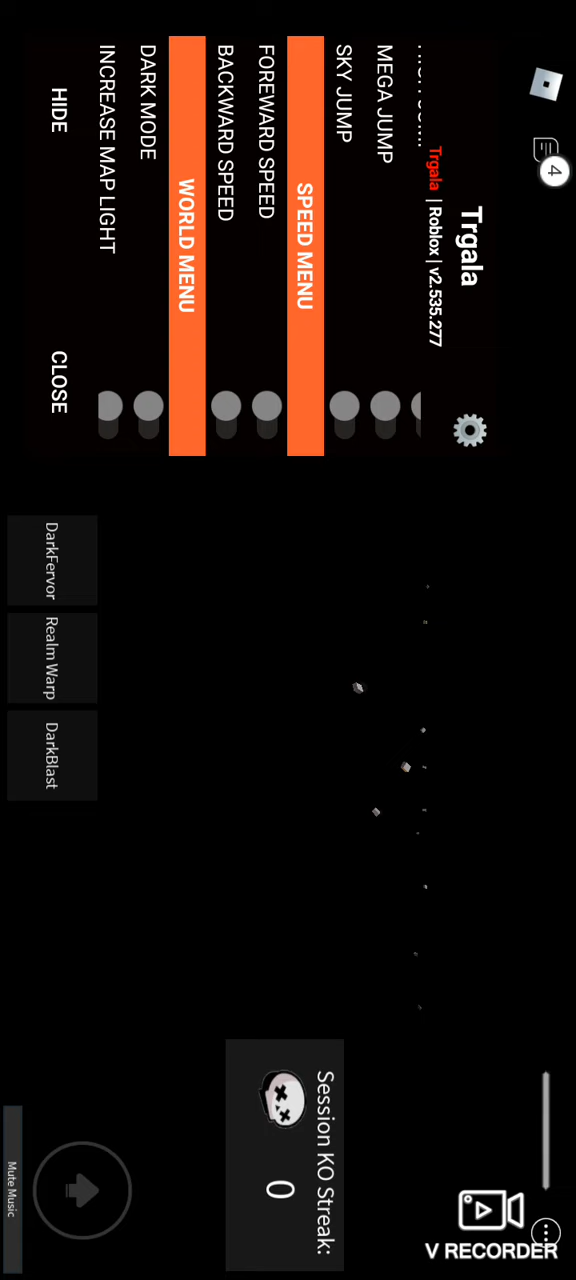 4
Trgala
Trgala | Roblox | v2.535.277
MEGA JUMP
SKY JUMP
SPEED MENU
FOREWARD SPEED
BACKWARD SPEED
WORLD MENU
DARK MODE
INCREASE MAP LIGHT
HIDE
CLOSE
DarkFervor
Realm Warp
DarkBlast
Session KO Streak:
0
Mute Music
V RECORDER